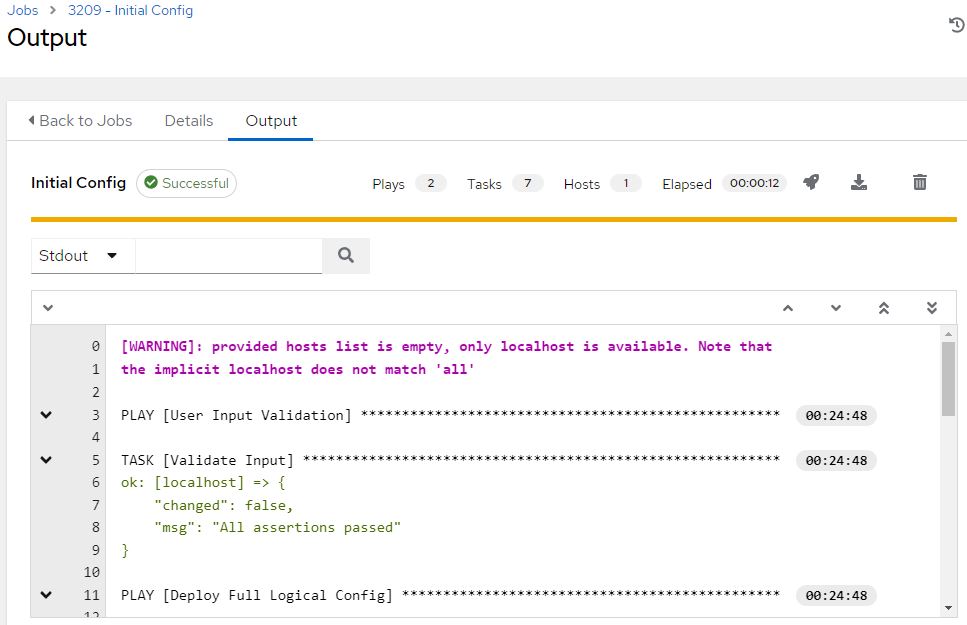 Jobs > 3209 - Initial Config
Output
Back to Jobs Details Output
Initial Config Successful Plays 2 Tasks 7 Hosts 1 Elapsed 00:00:12
Stdout
0 [WARNING]: provided hosts list is empty, only localhost is available. Note that
1 the implicit localhost does not match 'all'
2
3 PLAY [User Input Validation] *************************************************** 00:24:48
4
5 TASK [Validate Input] ********************************************************** 00:24:48
6 ok: [localhost] => {
7 "changed": false,
8 "msg": "All assertions passed"
9 }
10
11 PLAY [Deploy Full Logical Config] ********************************************** 00:24:48
12